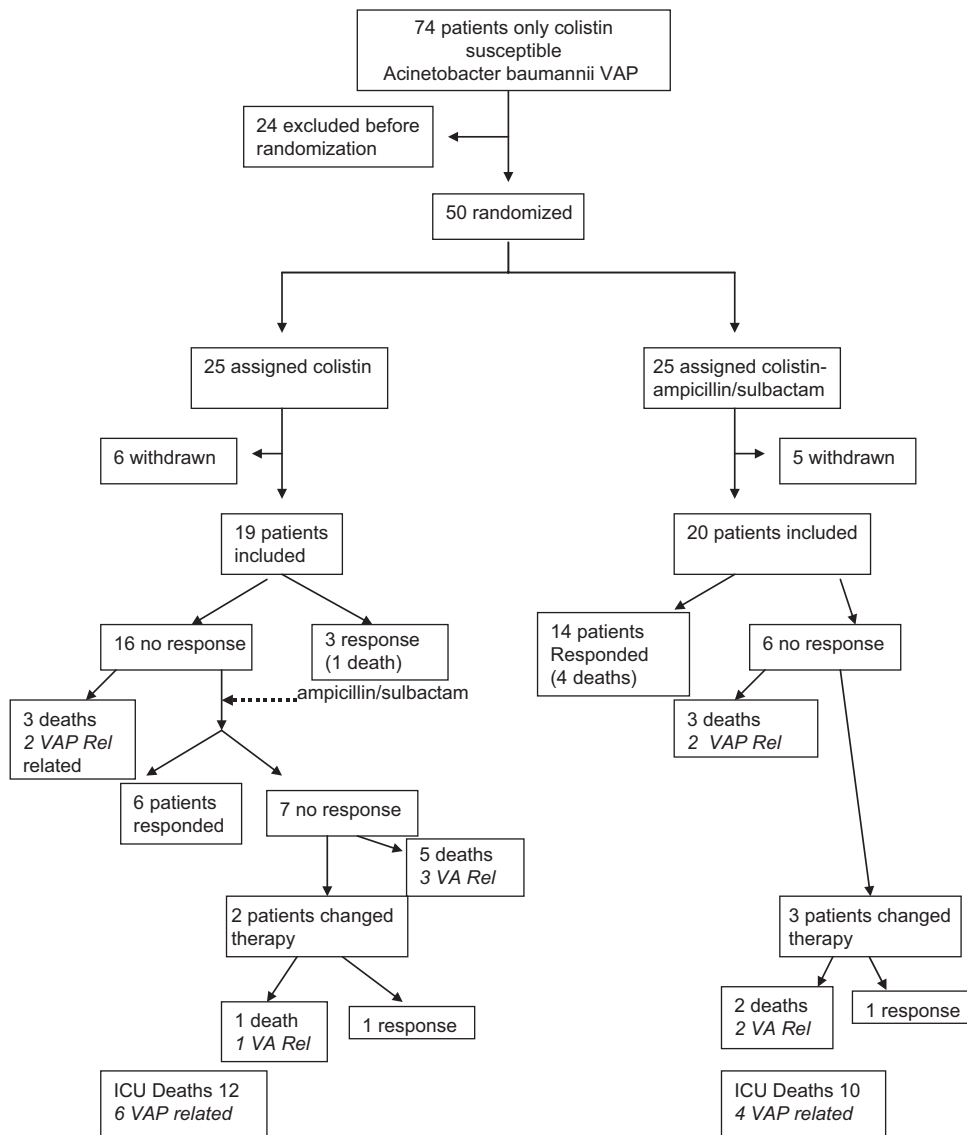 74 patients only colistin
susceptible
Acinetobacter baumannii VAP
24 excluded before
randomization
50 randomized
25 assigned colistin
25 assigned colistin-
ampicillin/sulbactam
6 withdrawn
5 withdrawn
19 patients
included
20 patients included
16 no response
3 response
(1 death)
14 patients
Responded
(4 deaths)
6 no response
ampicillin/sulbactam
3 deaths
2 VAP Rel
related
3 deaths
2 VAP Rel
6 patients
responded
7 no response
5 deaths
3 VA Rel
2 patients changed
therapy
3 patients changed
therapy
1 death
1 VA Rel
1 response
2 deaths
2 VA Rel
1 response
ICU Deaths 12
6 VAP related
ICU Deaths 10
4 VAP related